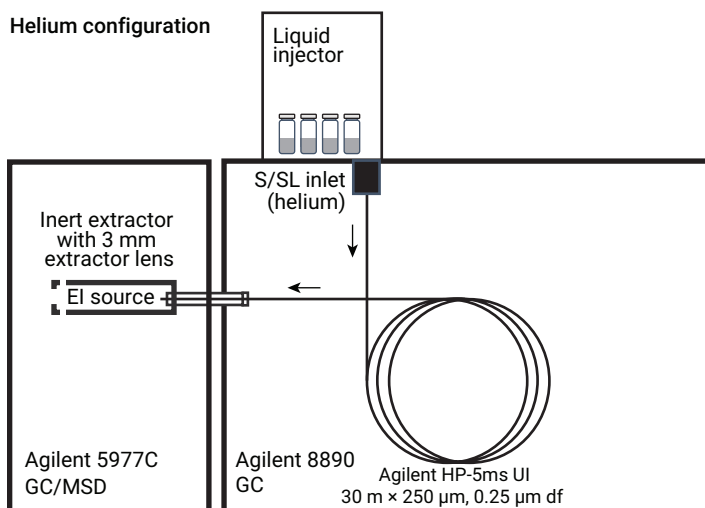 Helium configuration
Liquid
injector
S/SL inlet
(helium)
Inert extractor
with 3 mm
extractor lens
EI source
Agilent 5977C
GC/MSD
Agilent 8890
GC
Agilent HP-5ms UI
30 m × 250 µm, 0.25 µm df